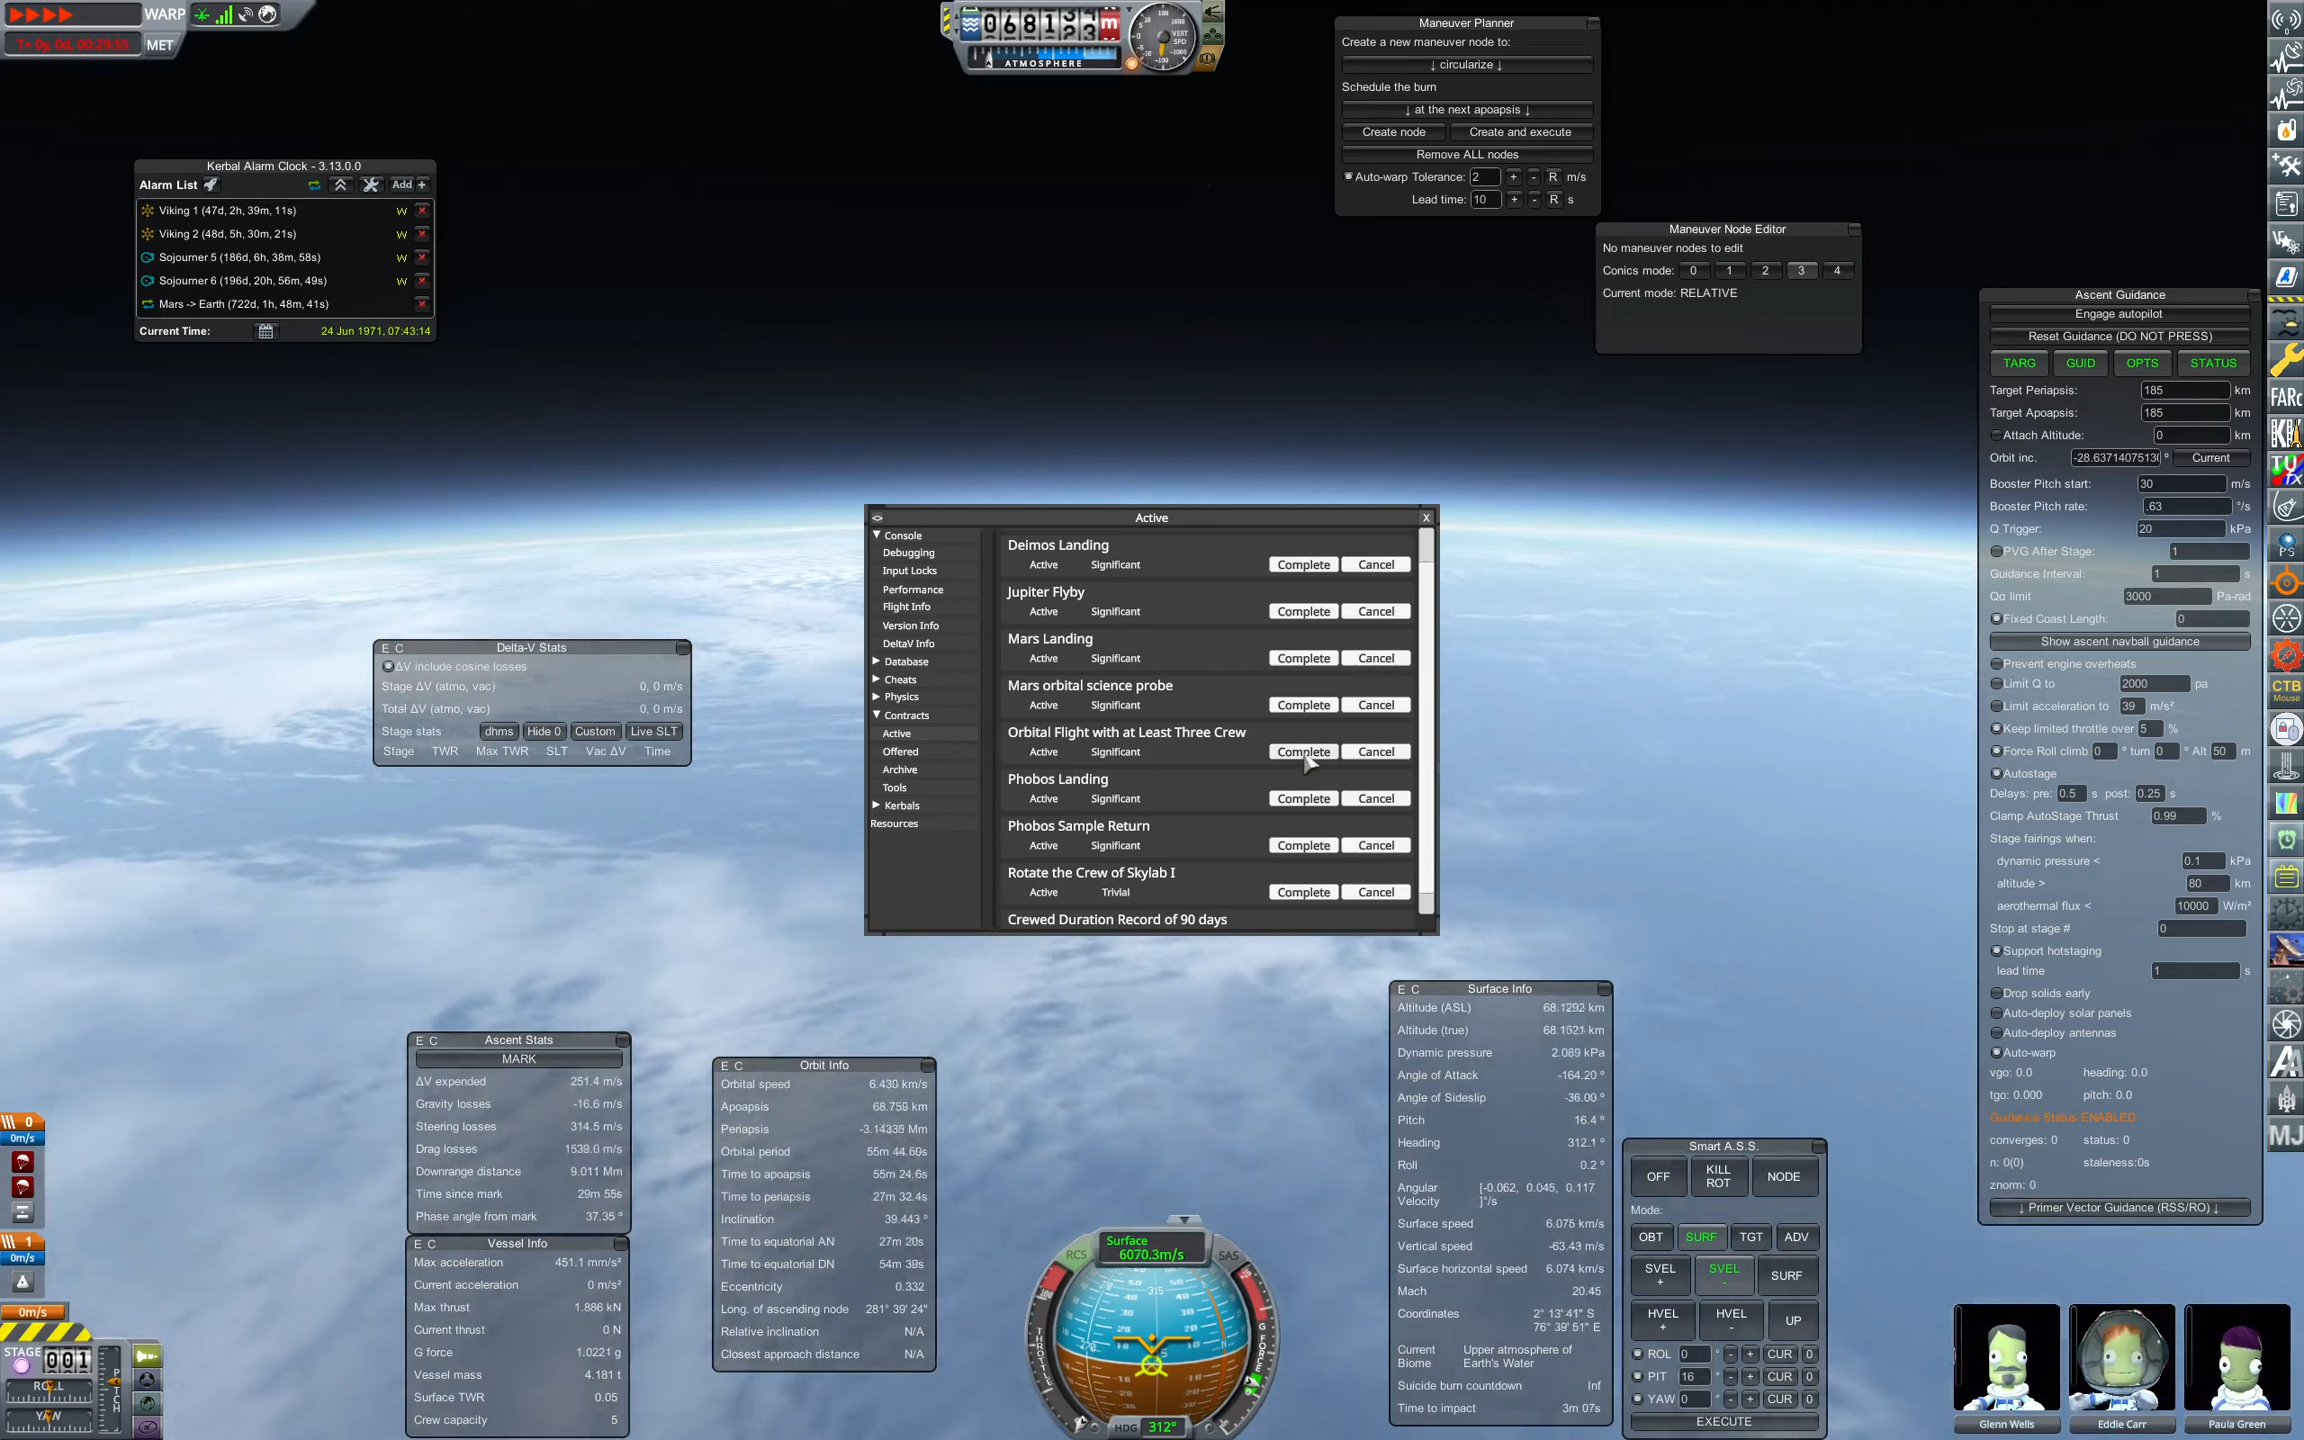 WARP
T+ 0y, 0d, 00:29:55
MET
ATMOSPHERE
VERT
SPD
Maneuver Planner
Create a new maneuver node to:
↓ circularize ↓
Schedule the burn
↓ at the next apoapsis ↓
Create node Create and execute
Remove ALL nodes
Auto-warp Tolerance: 2 + - R m/s
Lead time: 10 + - R s
Kerbal Alarm Clock - 3.13.0.0
Alarm List Add +
Viking 1 (47d, 2h, 39m, 11s)
Viking 2 (48d, 5h, 30m, 21s)
Sojourner 5 (186d, 6h, 38m, 58s)
Sojourner 6 (196d, 20h, 56m, 49s)
Mars -> Earth (722d, 1h, 48m, 41s)
Current Time: 24 Jun 1971, 07:43:14
Maneuver Node Editor
No maneuver nodes to edit
Conics mode: 0 1 2 3 4
Current mode: RELATIVE
Ascent Guidance
Engage autopilot
Reset Guidance (DO NOT PRESS)
TARG GUID OPTS STATUS
Target Periapsis: 185 km
Target Apoapsis: 185 km
Attach Altitude: 0 km
Orbit inc. -28.6371407513( º Current
Booster Pitch start: 30 m/s
Booster Pitch rate: .63 °/s
Q Trigger: 20 kPa
PVG After Stage: 1
Guidance Interval: 1 s
Qα limit 3000 Pa-rad
Fixed Coast Length: 0
Show ascent navball guidance
Prevent engine overheats
Limit Q to 2000 pa
Limit acceleration to 39 m/s²
Keep limited throttle over 5 %
Force Roll climb 0 º turn 0 º Alt 50 m
Autostage
Delays: pre: 0.5 s post: 0.25 s
Clamp AutoStage Thrust 0.99 %
Stage fairings when:
dynamic pressure < 0.1 kPa
altitude > 80 km
aerothermal flux < 10000 W/m²
Stop at stage # 0
Support hotstaging
lead time 1 s
Drop solids early
Auto-deploy solar panels
Auto-deploy antennas
Auto-warp
vgo: 0.0 heading: 0.0
tgo: 0.000 pitch: 0.0
Guidance Status:ENABLED
converges: 0 status: 0
n: 0(0) staleness:0s
znorm: 0
↓ Primer Vector Guidance (RSS/RO) ↓
Active X
Console
Debugging
Input Locks
Performance
Flight Info
Version Info
DeltaV Info
Database
Cheats
Physics
Contracts
Active
Offered
Archive
Tools
Kerbals
Resources
Deimos Landing
Active Significant Complete Cancel
Jupiter Flyby
Active Significant Complete Cancel
Mars Landing
Active Significant Complete Cancel
Mars orbital science probe
Active Significant Complete Cancel
Orbital Flight with at Least Three Crew
Active Significant Complete Cancel
Phobos Landing
Active Significant Complete Cancel
Phobos Sample Return
Active Significant Complete Cancel
Rotate the Crew of Skylab I
Active Trivial Complete Cancel
Crewed Duration Record of 90 days
E C Delta-V Stats
ΔV include cosine losses
Stage ΔV (atmo, vac) 0, 0 m/s
Total ΔV (atmo, vac) 0, 0 m/s
Stage stats dhms Hide 0 Custom Live SLT
Stage TWR Max TWR SLT Vac ΔV Time
E C Ascent Stats
MARK
ΔV expended 251.4 m/s
Gravity losses -16.6 m/s
Steering losses 314.5 m/s
Drag losses m/s
Downrange distance 9.011 Mm
Time since mark 29m 55s
Phase angle from mark 37.35 º
E C Vessel Info
Max acceleration 451.1 mm/s²
Current acceleration 0 m/s²
Max thrust 1.886 kN
Current thrust 0 N
G force 1.0221 g
Vessel mass 4.181 t
Surface TWR 0.05
Crew capacity 5
E C Orbit Info
Orbital speed 6.430 km/s
Apoapsis km
Periapsis Mm
Orbital period 55m
Time to apoapsis 55m 24.6s
Time to periapsis 27m 32.4s
Inclination 39.443 º
Time to equatorial AN 27m 20s
Time to equatorial DN 54m
Eccentricity 0.332
Long. of ascending node 281° 39' 24"
Relative inclination N/A
Closest approach distance N/A
E C Surface Info
Altitude (ASL) km
Altitude (true) km
Dynamic pressure 2.089 kPa
Angle of Attack -164.20 º
Angle of Sideslip -36.00 º
Pitch 16.4 º
Heading 312.1 º
Roll 0.2 º
Angular Velocity [-0.062, 0.045, 0.117 ]°/s
Surface speed km/s
Vertical speed m/s
Surface horizontal speed 6.074 km/s
Mach 20.45
Coordinates 2° 13' 41" S
76° 39' 51" E
Current Biome Upper atmosphere of Earth's Water
Suicide burn countdown Inf
Time to impact 3m 07s
Smart A.S.S.
OFF KILL ROT NODE
Mode:
OBT SURF TGT ADV
SVEL + SVEL - SURF
HVEL + HVEL - UP
ROL 0 ° - + CUR 0
PIT 16 ° - + CUR 0
YAW 0 ° - + CUR 0
EXECUTE
RCS Surface SAS
6070.3m/s
THROTTLE
G FORCE
HDG 312°
0
0m/s
1
0m/s
0m/s
STAGE 001
ROLL
YAW
PITCH
Glenn Wells
Eddie Carr
Paula Green
FARc
PS
CTB
Mouse
MJ